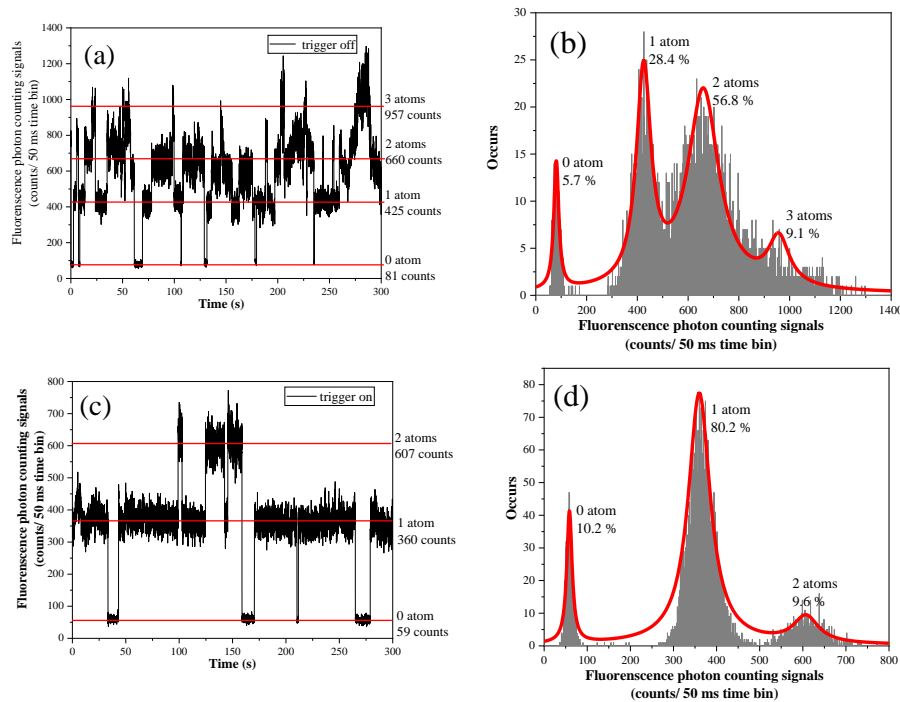 (a)
trigger off
Fluorenscence photon counting signals
(counts/ 50 ms time bin)
1400
1200
1000
800
600
400
200
0
0
50
100
150
200
250
300
Time (s)
3 atoms
957 counts
2 atoms
660 counts
1 atom
425 counts
0 atom
81 counts
(b)
Occurs
30
25
20
15
10
5
0
0
200
400
600
800
1000
1200
1400
Fluorenscence photon counting signals
(counts/ 50 ms time bin)
0 atom
5.7 %
1 atom
28.4 %
2 atoms
56.8 %
3 atoms
9.1 %
(c)
trigger on
Fluorenscence photon counting signals
(counts/ 50 ms time bin)
800
700
600
500
400
300
200
100
0
0
50
100
150
200
250
300
Time (s)
2 atoms
607 counts
1 atom
360 counts
0 atom
59 counts
(d)
Occurs
80
70
60
50
40
30
20
10
0
0
100
200
300
400
500
600
700
800
Fluorenscence photon counting signals
(counts/ 50 ms time bin)
0 atom
10.2 %
1 atom
80.2 %
2 atoms
9.6 %